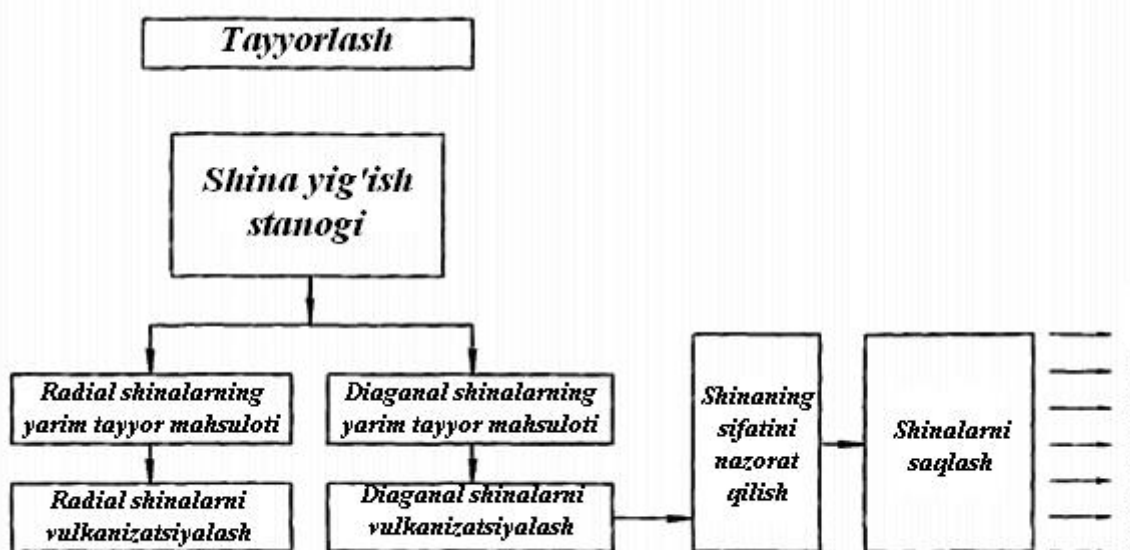 Tayyorlash
Shina yig'ish
stanogi
Radial shinalarning
yarim tayyor mahsuloti
Diaganal shinalarning
yarim tayyor mahsuloti
Radial shinalarni
vulkanizatsiyalash
Diaganal shinalarni
vulkanizatsiyalash
Shinaning
sifatini
nazorat
qilish
Shinalarni
saqlash